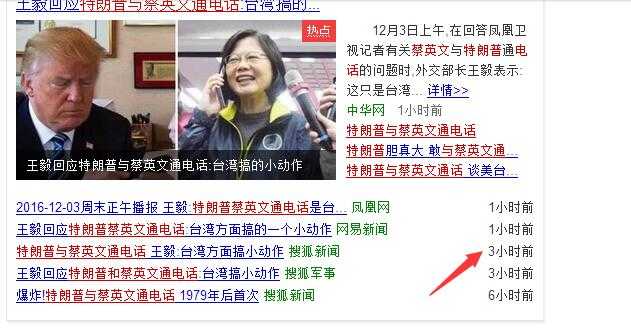 王毅回应特朗普与蔡英文通电话:台湾搞的...
热点
王毅回应特朗普与蔡英文通电话:台湾搞的小动作
12月3日上午,在回答凤凰卫
视记者有关蔡英文与特朗普通电
话的问题时,外交部长王毅表示:
这只是台湾... 详情>>
中华网 1小时前
特朗普与蔡英文通电话
特朗普胆真大 敢与蔡英文通...
特朗普与蔡英文通话 谈美台...
2016-12-03周末正午播报 王毅:特朗普蔡英文通电话是台... 凤凰网 1小时前
王毅回应特朗普与蔡英文通电话:台湾方面搞的一个小动作 网易新闻 1小时前
特朗普与蔡英文通电话 王毅:台湾方面搞小动作 搜狐新闻 3小时前
王毅回应特朗普和蔡英文通电话:台湾搞小动作 搜狐军事 3小时前
爆炸!特朗普与蔡英文通电话 1979年后首次 搜狐新闻 6小时前